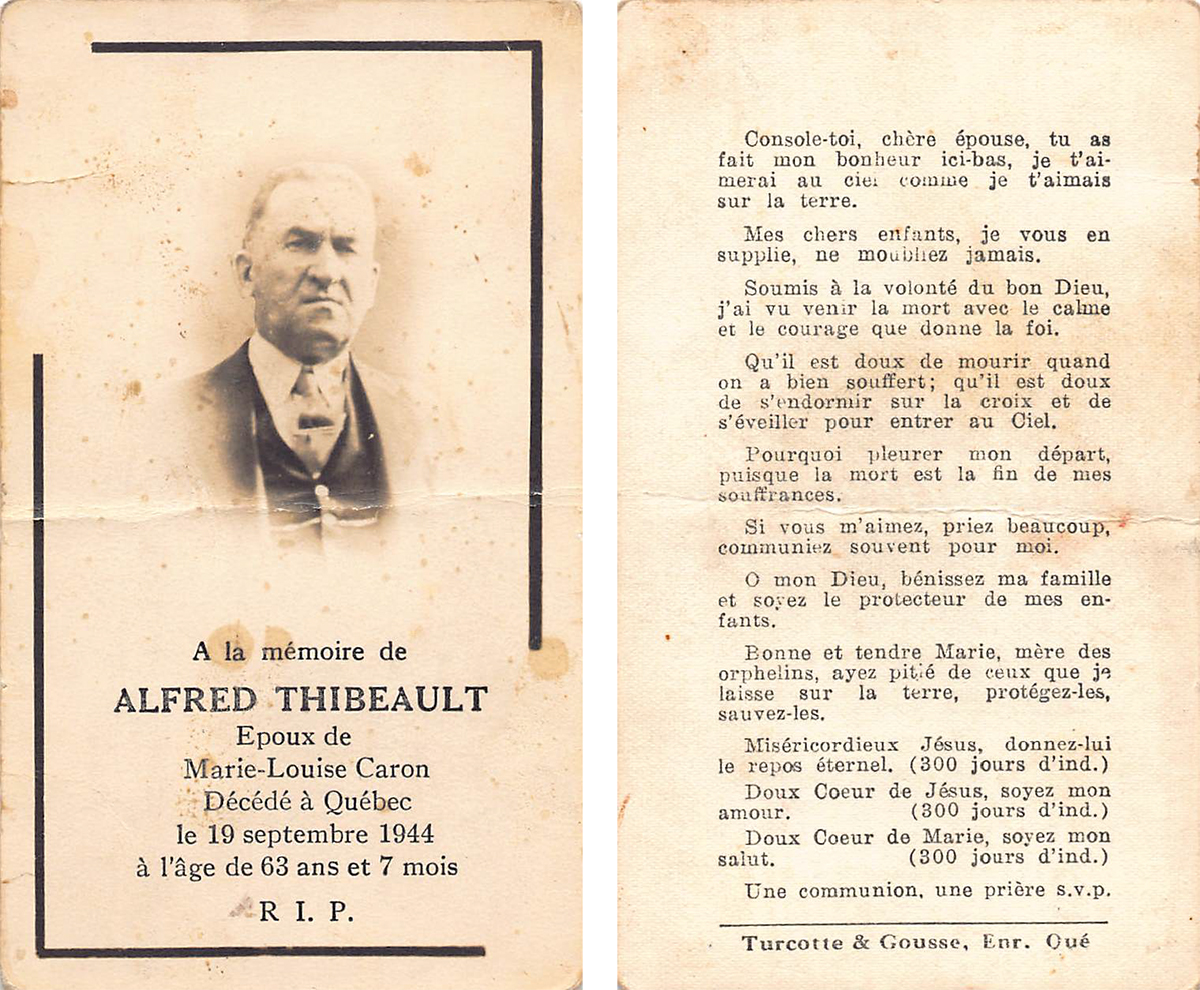 A la mémoire de
ALFRED THIBEAULT
Epoux de
Marie-Louise Caron
Décédé à Québec
le 19 septembre 1944
à l'âge de 63 ans et 7 mois
R I. P.
Console-toi, chère épouse, tu as
fait mon bonheur ici-bas, je t'ai-
merai au ciel comme je t'aimais
sur la terre.
Mes chers enfants, je vous en
supplie, ne moubliez jamais.
Soumis à la volonté du bon Dieu,
j'ai vu venir la mort avec le calme
et le courage que donne la foi.
Qu'il est doux de mourir quand
on a bien souffert; qu'il est doux
de s'endormir sur la croix et de
s'éveiller pour entrer au Ciel.
Pourquoi pleurer mon départ,
puisque la mort est la fin de mes
souffrances.
Si vous m'aimez, priez beaucoup,
communiez souvent pour moi.
O mon Dieu, bénissez ma famille
et soyez le protecteur de mes en-
fants.
Bonne et tendre Marie, mère des
orphelins, ayez pitié de ceux que je
laisse sur la terre, protégez-les,
sauvez-les.
Miséricordieux Jésus, donnez-lui
le repos éternel. (300 jours d'ind.)
Doux Coeur de Jésus, soyez mon
amour. (300 jours d'ind.)
Doux Coeur de Marie, soyez mon
salut. (300 jours d'ind.)
Une communion, une prière s.v.p.
Turcotte & Gousse, Enr. Qué